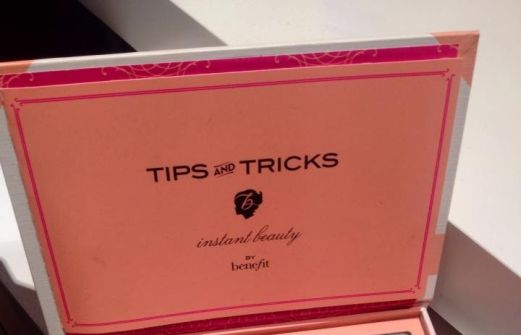 TIPS AND TRICKS
b
instant beauty
BY
benefit